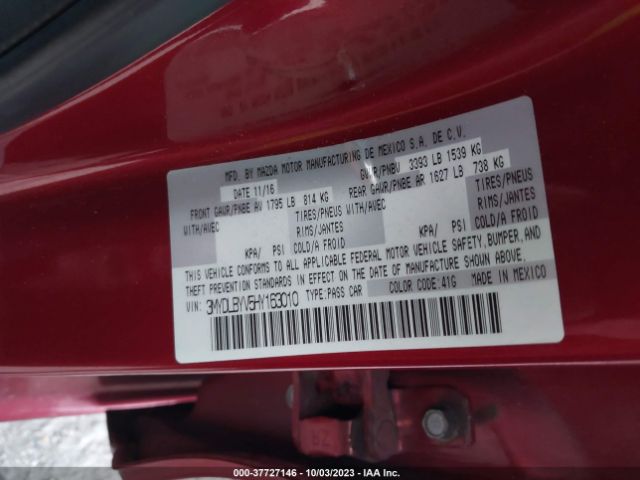 MFD. BY MAZDA MOTOR MANUFACTURING DE MEXICO S.A. DE C.V.
DATE 11/16 GVWR/PNBV 3393 LB 1539 KG
FRONT GAWR/PNBE AV 1795 LB 814 KG REAR GAWR/PNBE AR 1627 LB 738 KG
WITH/AVEC TIRES/PNEUS WITH/AVEC TIRES/PNEUS
RIMS/JANTES RIMS/JANTES
KPA/ PSI COLD/A FROID KPA/ PSI COLD/A FROID
THIS VEHICLE CONFORMS TO ALL APPLICABLE FEDERAL MOTOR VEHICLE SAFETY, BUMPER, AND
THEFT PREVENTION STANDARDS IN EFFECT ON THE DATE OF MANUFACTURE SHOWN ABOVE.
VIN: 3MYDLBYV5HY163010 TYPE:PASS CAR COLOR CODE:41G MADE IN MEXICO
00-37727146 • 10/03/2023 • IAA Inc.